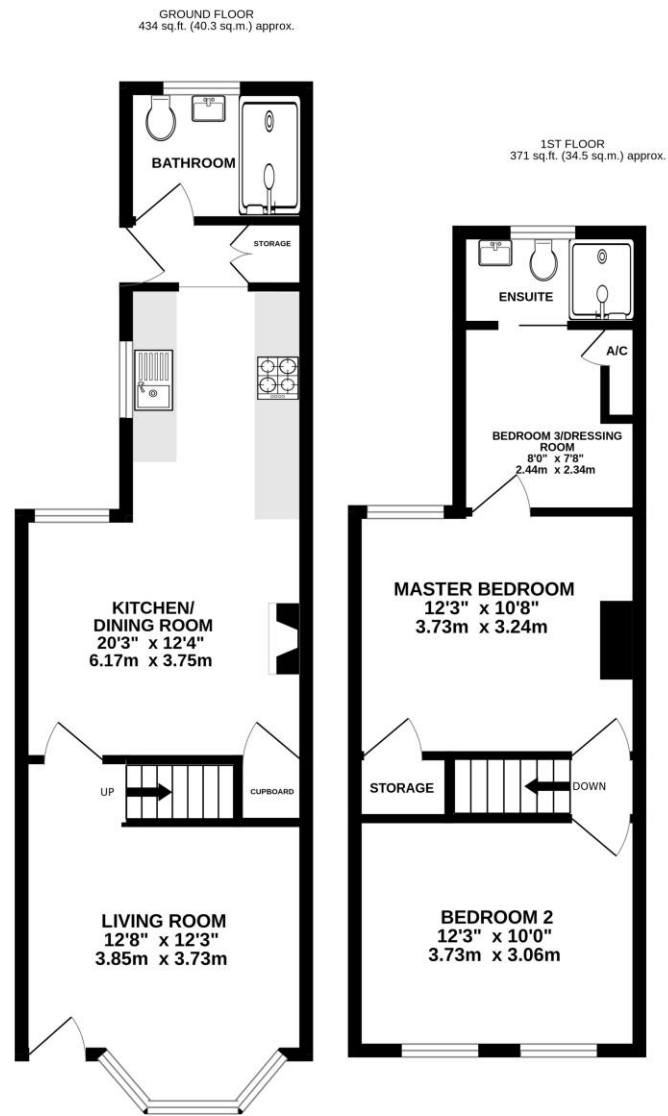 GROUND FLOOR
434 sq.ft. (40.3 sq.m.) approx.
BATHROOM
STORAGE
KITCHEN/
DINING ROOM
20'3" x 12'4"
6.17m x 3.75m
UP
CUPBOARD
LIVING ROOM
12'8" x 12'3"
3.85m x 3.73m
1ST FLOOR
371 sq.ft. (34.5 sq.m.) approx.
ENSUITE
A/C
BEDROOM 3/DRESSING
ROOM
8'0" x 7'8"
2.44m x 2.34m
MASTER BEDROOM
12'3" x 10'8"
3.73m x 3.24m
STORAGE
DOWN
BEDROOM 2
12'3" x 10'0"
3.73m x 3.06m